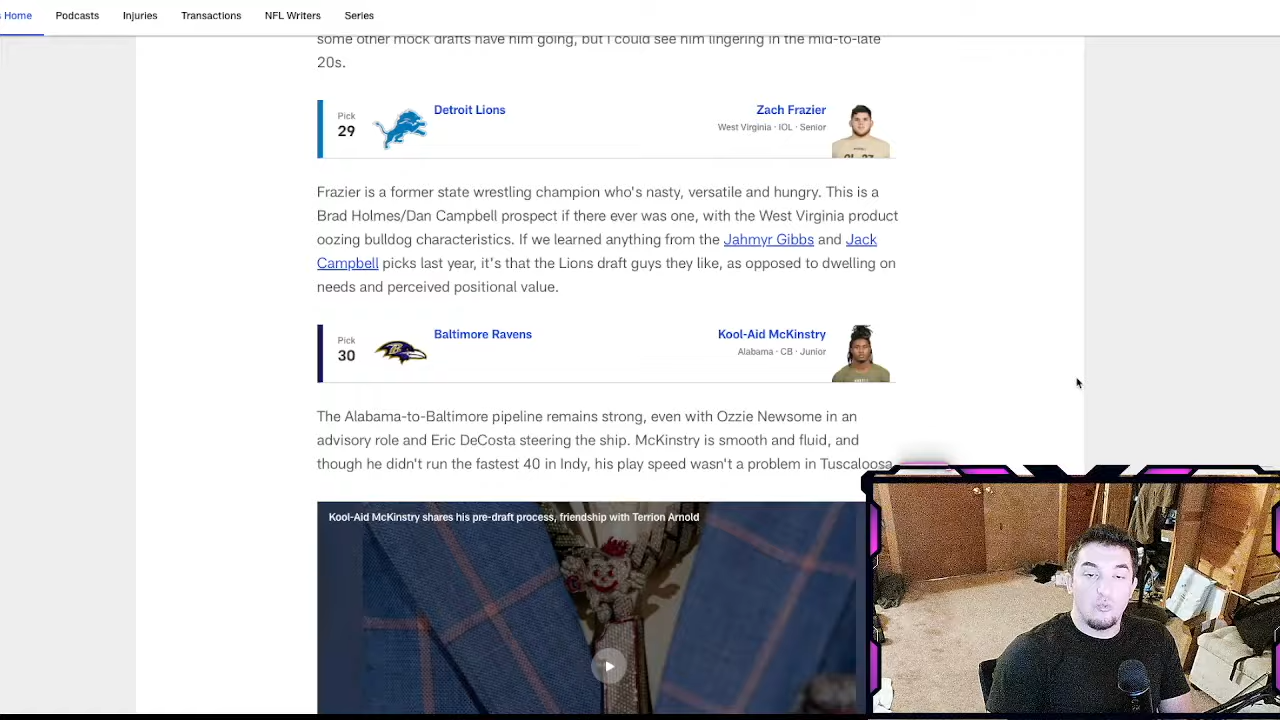 s Home Podcasts Injuries Transactions NFL Writers Series
some other mock drafts have him going, but I could see him lingering in the mid-to-late
20s.
Pick
29
Detroit Lions
Zach Frazier
West Virginia · IOL · Senior
Frazier is a former state wrestling champion who's nasty, versatile and hungry. This is a
Brad Holmes/Dan Campbell prospect if there ever was one, with the West Virginia product
oozing bulldog characteristics. If we learned anything from the Jahmyr Gibbs and Jack
Campbell picks last year, it's that the Lions draft guys they like, as opposed to dwelling on
needs and perceived positional value.
Pick
30
Baltimore Ravens
Kool-Aid McKinstry
Alabama · CB · Junior
The Alabama-to-Baltimore pipeline remains strong, even with Ozzie Newsome in an
advisory role and Eric DeCosta steering the ship. McKinstry is smooth and fluid, and
though he didn't run the fastest 40 in Indy, his play speed wasn't a problem in Tuscaloosa
Kool-Aid McKinstry shares his pre-draft process, friendship with Terrion Arnold